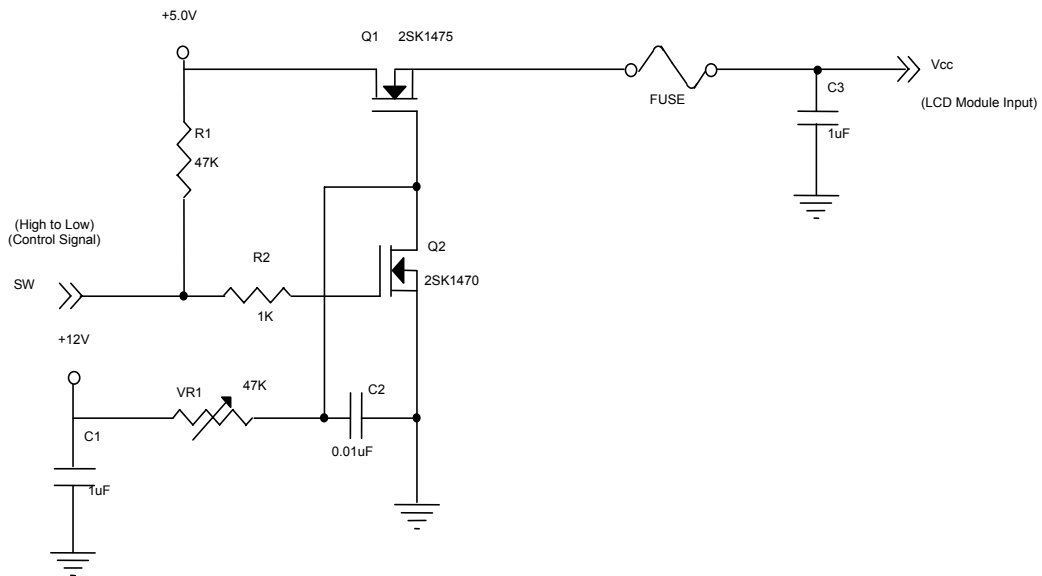 +5.0V
Q1 2SK1475
Vcc
FUSE
C3
(LCD Module Input)
R1
1uF
47K
(High to Low)
(Control Signal)
Q2
R2
SW
2SK1470
1K
+12V
VR1
47K
C2
C1
0.01uF
1uF